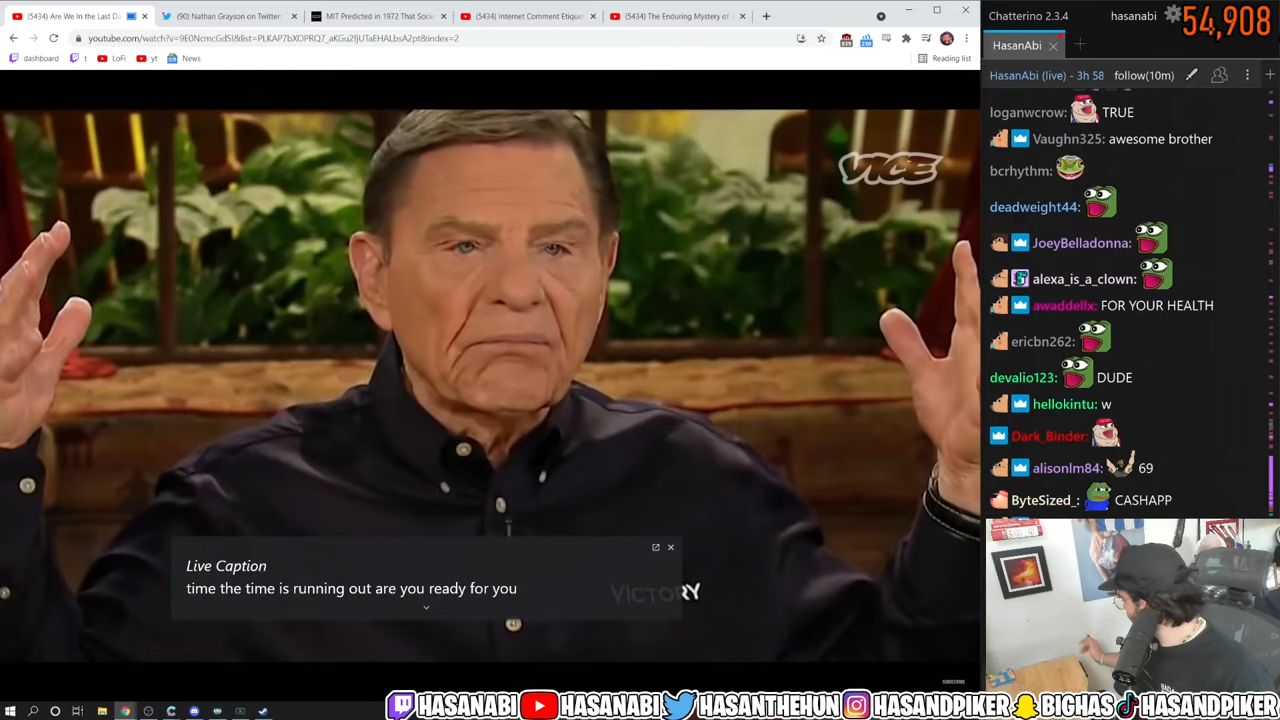 (5434) Are We In the Last Da
(90) Nathan Grayson on Twitter:
MIT Predicted in 1972 That Socie
(5434) Internet Comment Etique
(5434) The Enduring Mystery of J
Chatterino 2.3.4
hasanabi
54,908
youtube.com/watch?v=9E0NcmcGdSI&list=PLKAP7bXOPRQ7_aKGu2fjUTaEHALbsA2pt&index=2
HasanAbi
dashboard
t
LoFi
yt
News
Reading list
HasanAbi (live) - 3h 58
follow(10m)
loganwcrow: TRUE
Vaughn325: awesome brother
bcrhythm:
deadweight44:
JoeyBelladonna:
alexa_is_a_clown:
awaddellx: FOR YOUR HEALTH
ericbn262:
devalio123: DUDE
hellokintu: w
Dark_Binder:
alisonlm84: 69
ByteSized_: CASHAPP
VICE
Live Caption
time the time is running out are you ready for you
VICTORY
SUBSCRIBE
HASANABI
HASANABI
HASANTHEHUN
HASANDPIKER
BIGHAS
HASANDPIKER